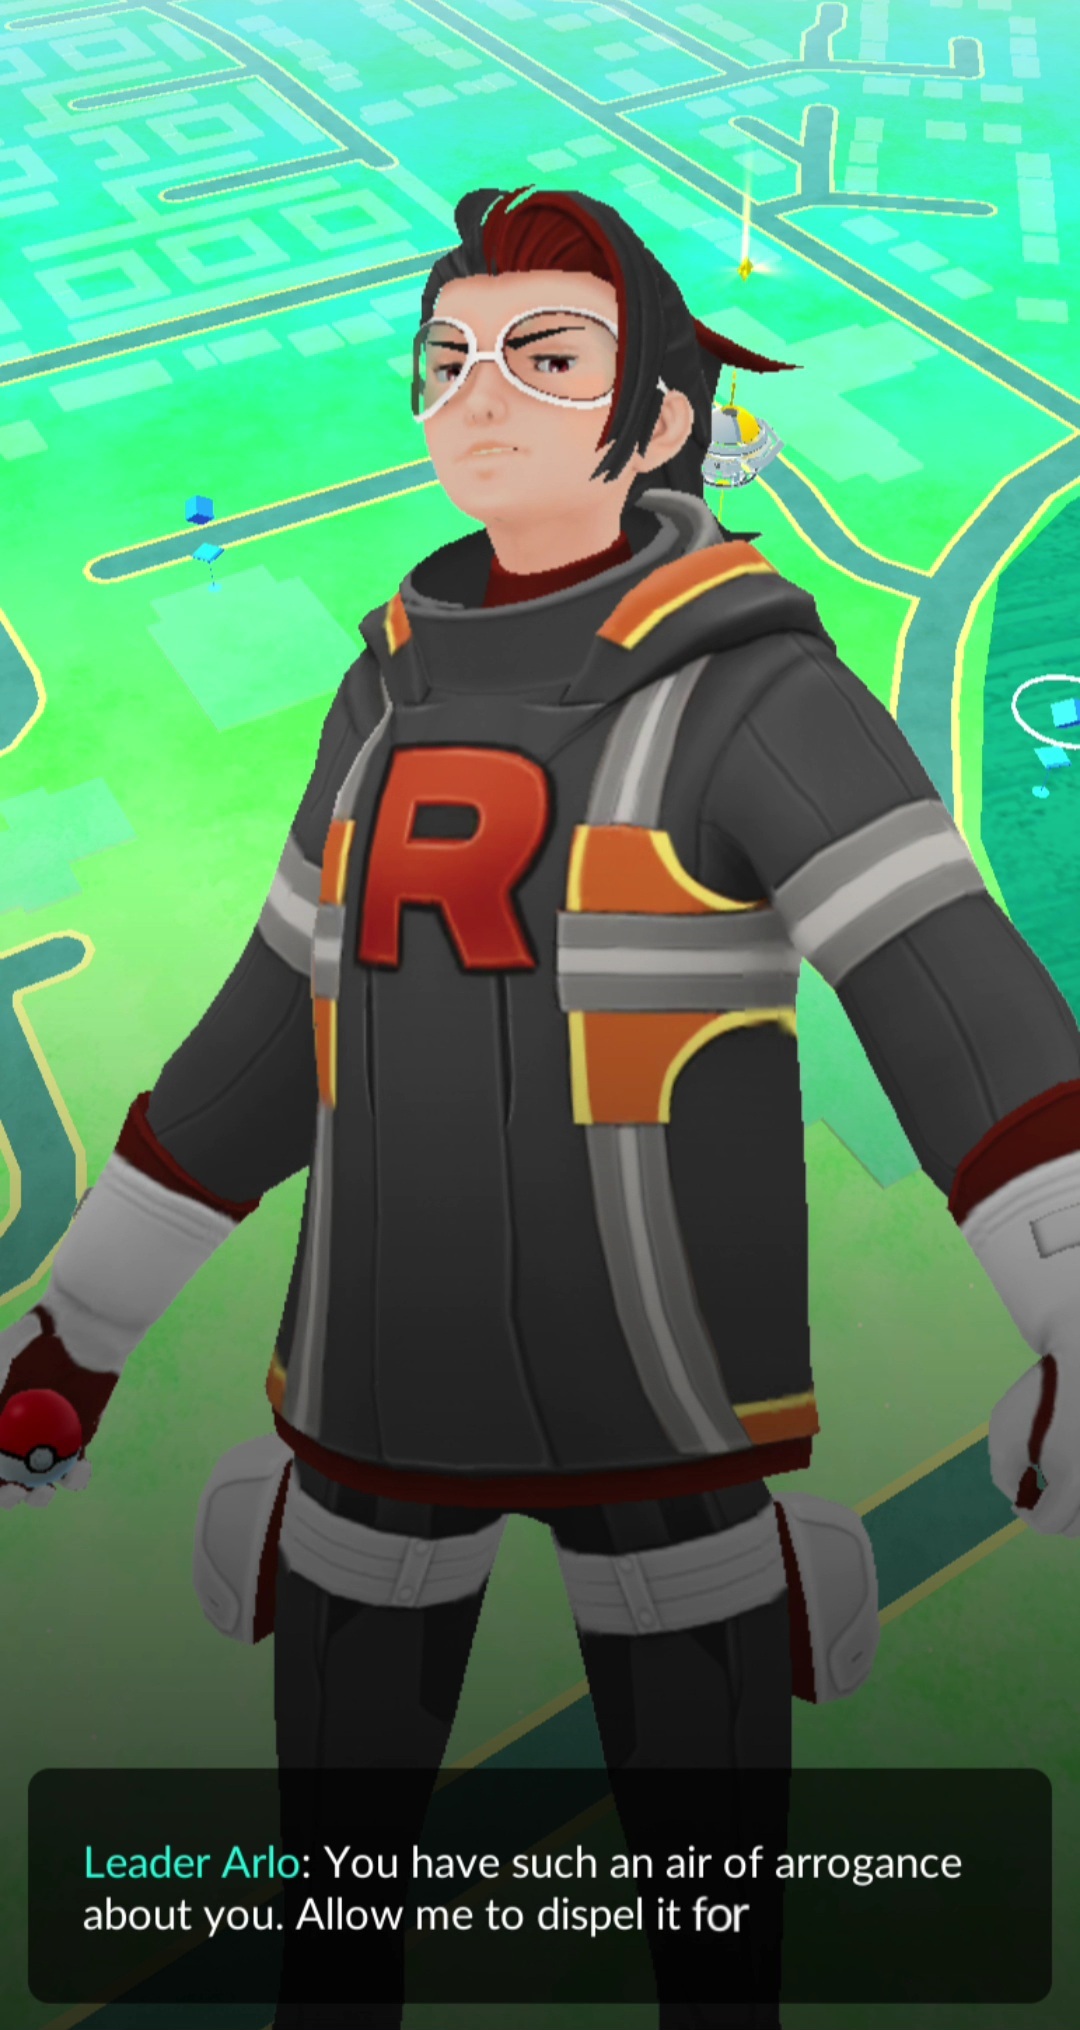 R
Leader Arlo: You have such an air of arrogance
about you. Allow me to dispel it for